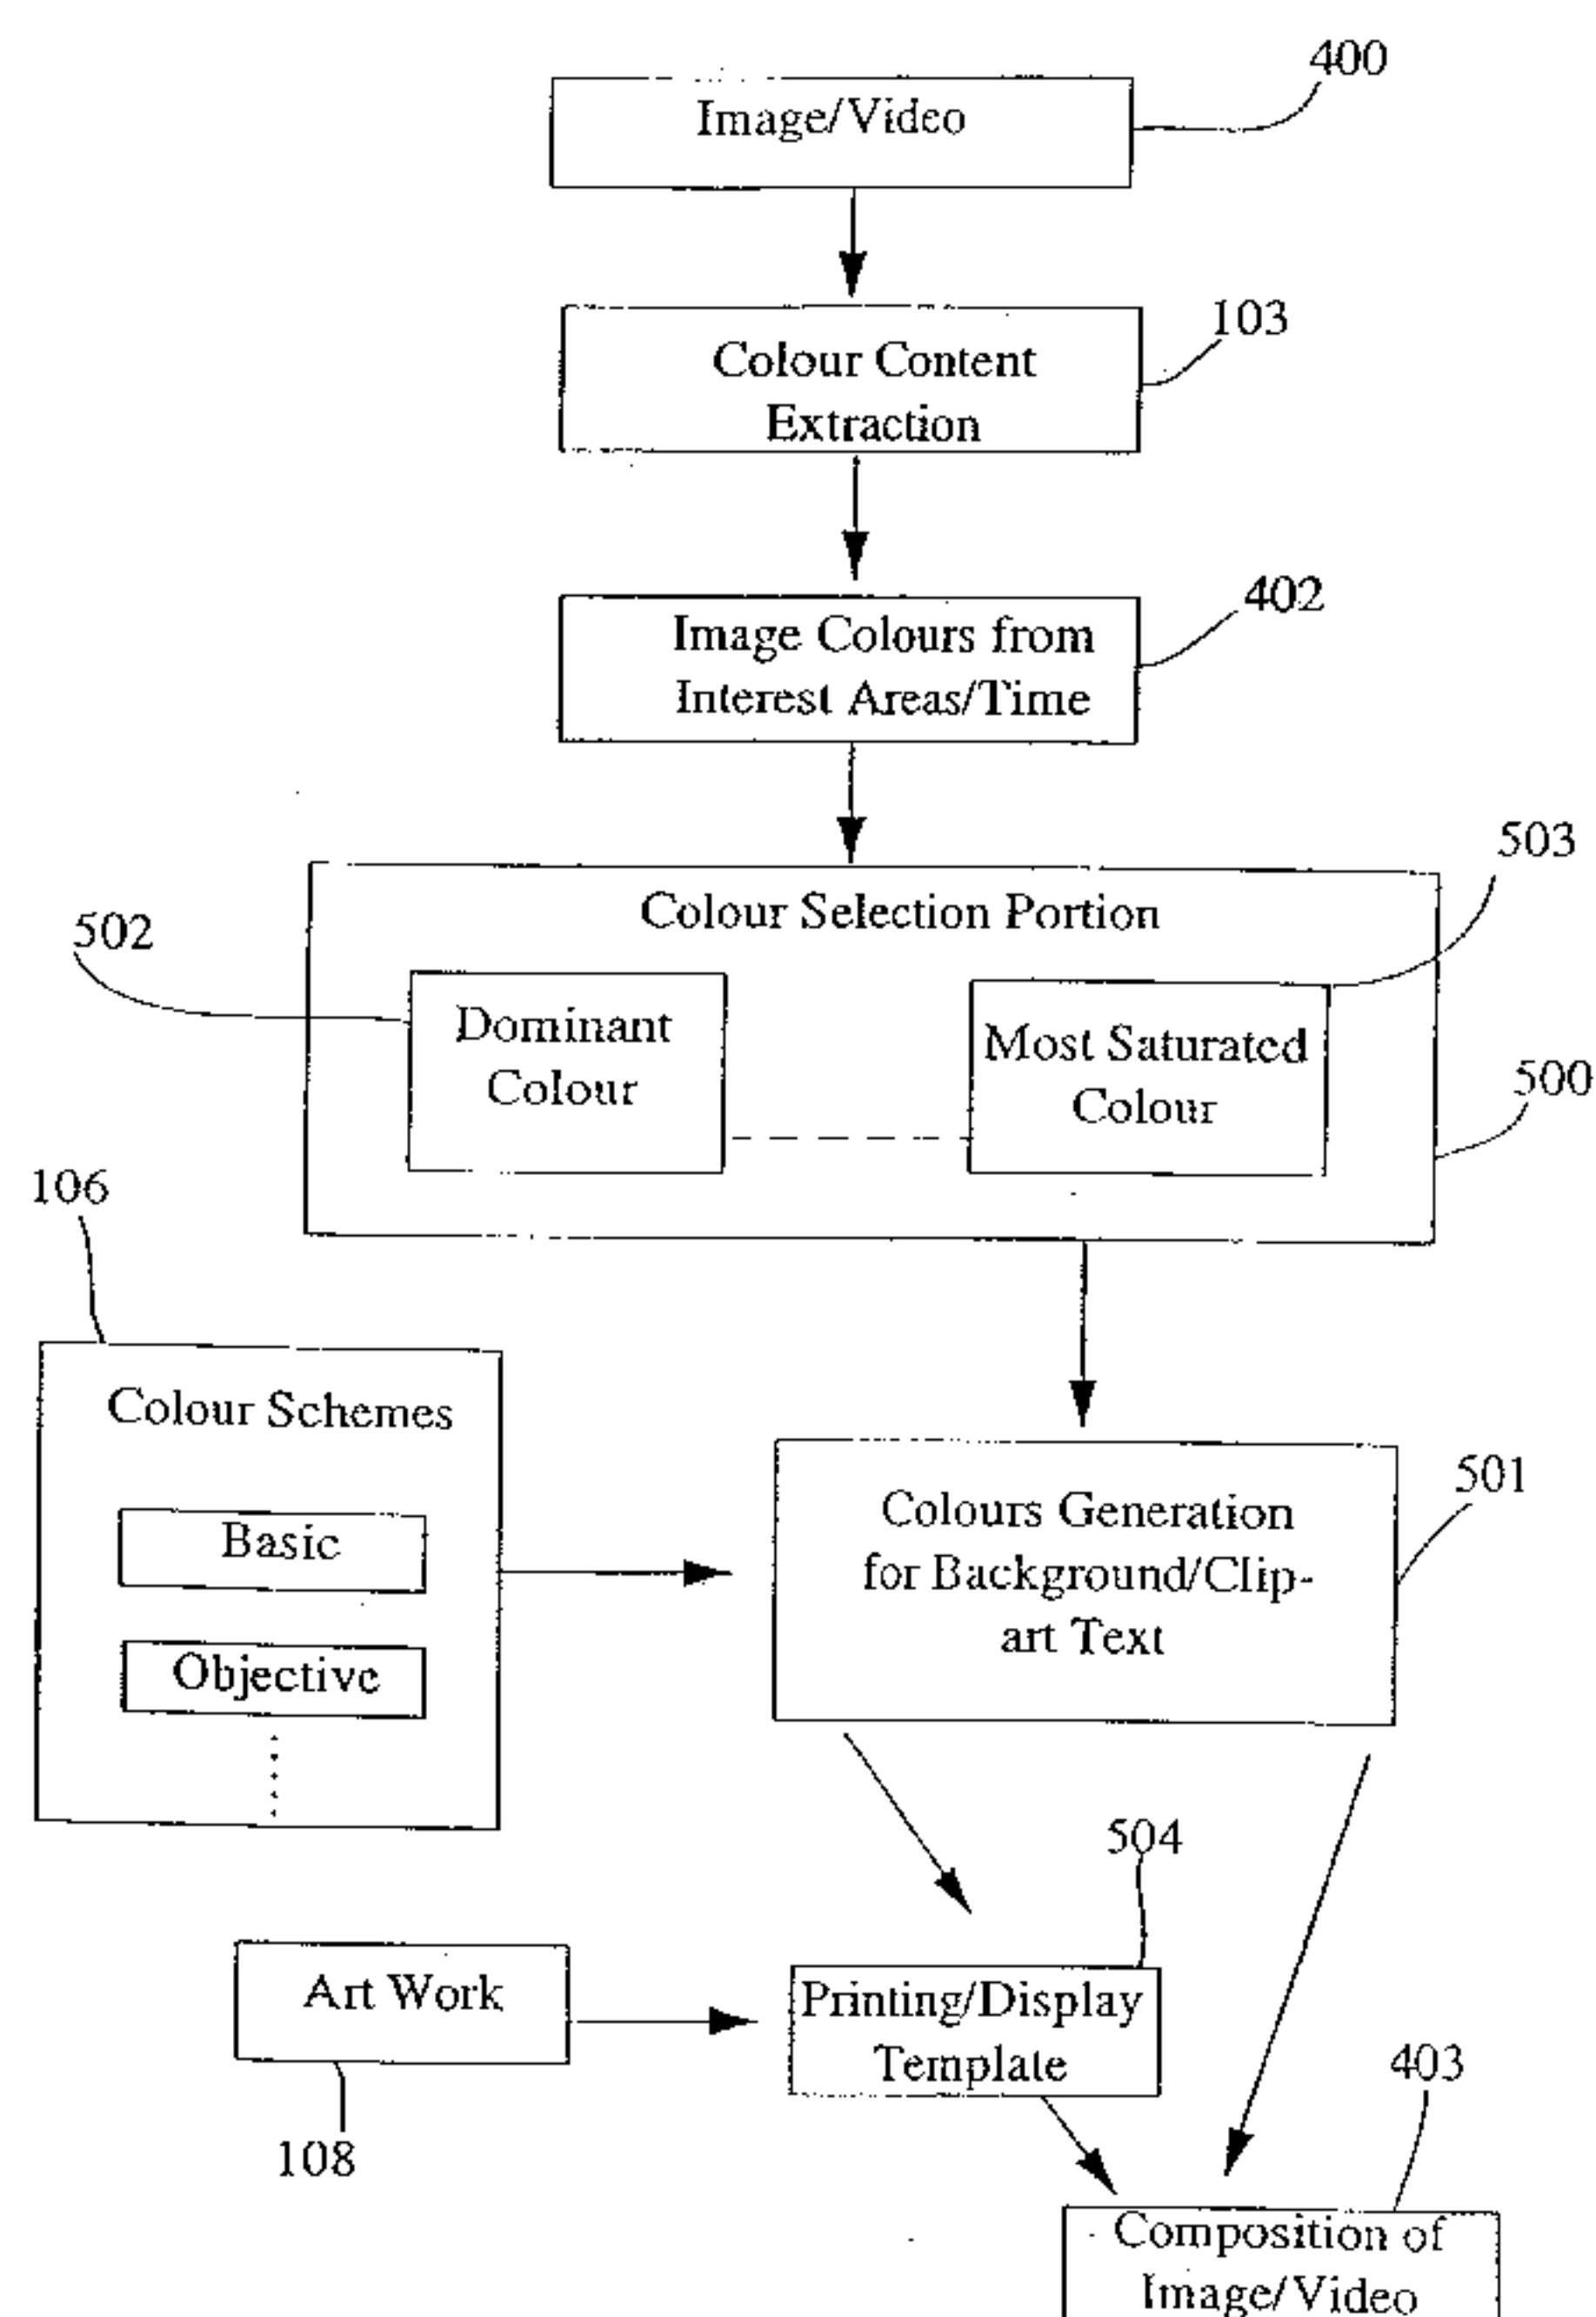 400
Image/Video
103
Colour Content
Extraction
402
Image Colours from
Interest Areas/Time
503
Colour Selection Portion
502
Dominant
Colour
Most Saturated
Colour
500
106
Colour Schemes
Basic
Objective
501
Colours Generation
for Background/Clip-
art Text
504
Art Work
108
Printing/Display
Template
403
Composition of
Image/Video